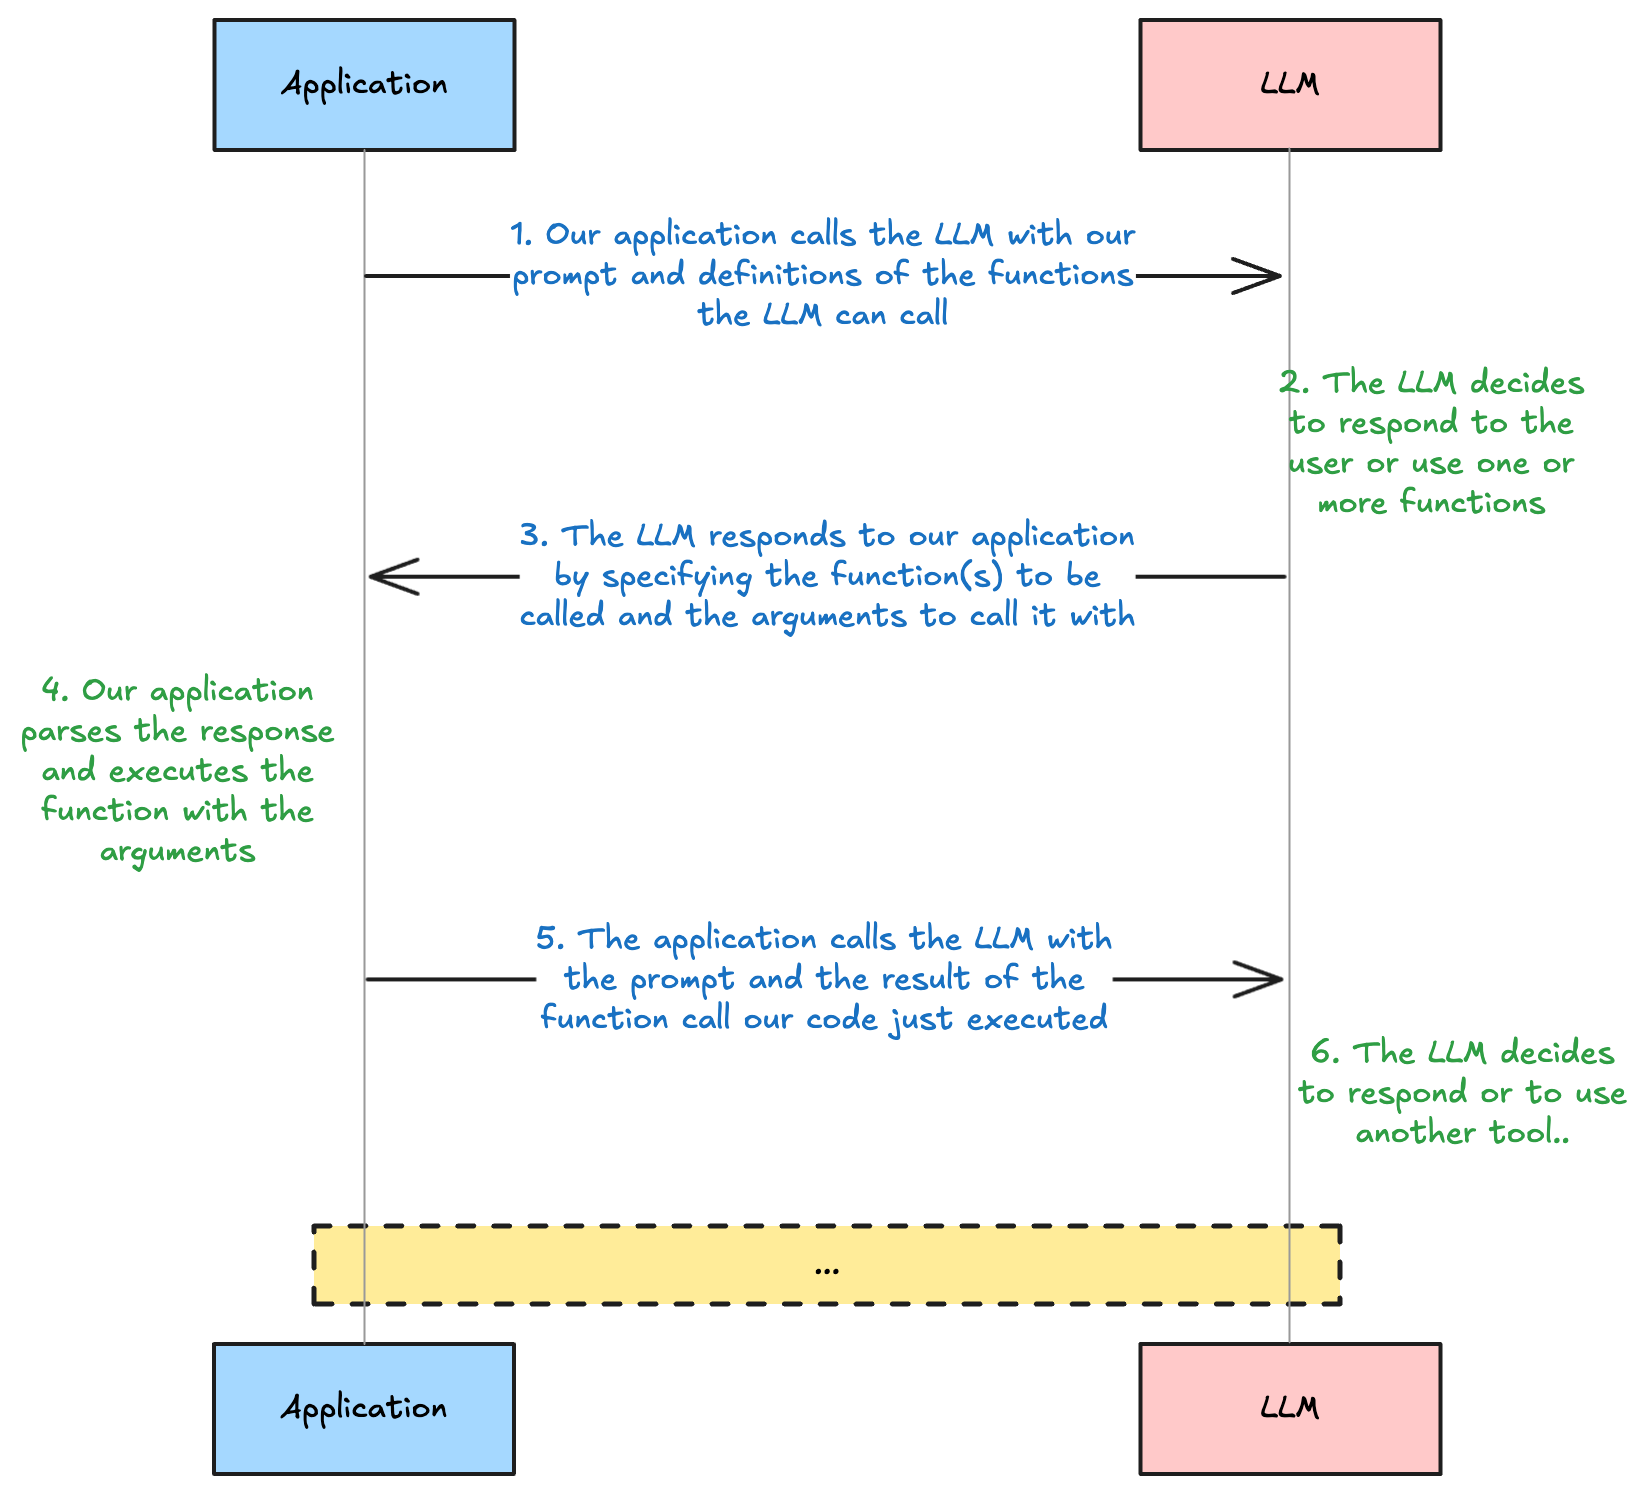 Application
LLM
1. Our application calls the LLM with our
prompt and definitions of the functions
the LLM can call
2. The LLM decides
to respond to the
user or use one or
more functions
3. The LLM responds to our application
by specifying the function(s) to be
called and the arguments to call it with
4. Our application
parses the response
and executes the
function with the
arguments
5. The application calls the LLM with
the prompt and the result of the
function call our code just executed
6. The LLM decides
to respond or to use
another tool..
...
Application
LLM